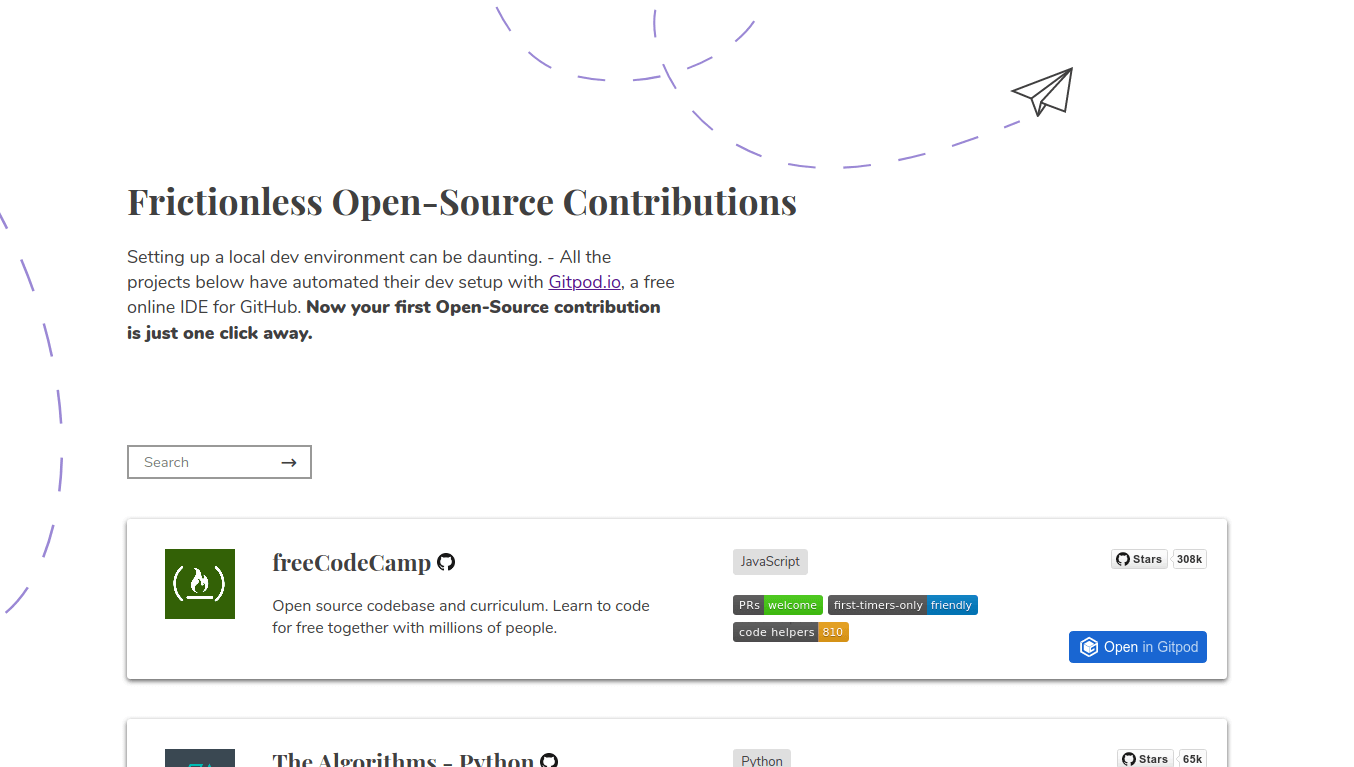 Frictionless Open-Source Contributions
Setting up a local dev environment can be daunting. - All the
projects below have automated their dev setup with Gitpod.io, a free
online IDE for GitHub. Now your first Open-Source contribution
is just one click away.
Search →
freeCodeCamp
JavaScript
Stars 308k
Open source codebase and curriculum. Learn to code
for free together with millions of people.
PRs welcome first-timers-only friendly
code helpers 810
Open in Gitpod
The Algorithms - Python
Python
Stars 65k